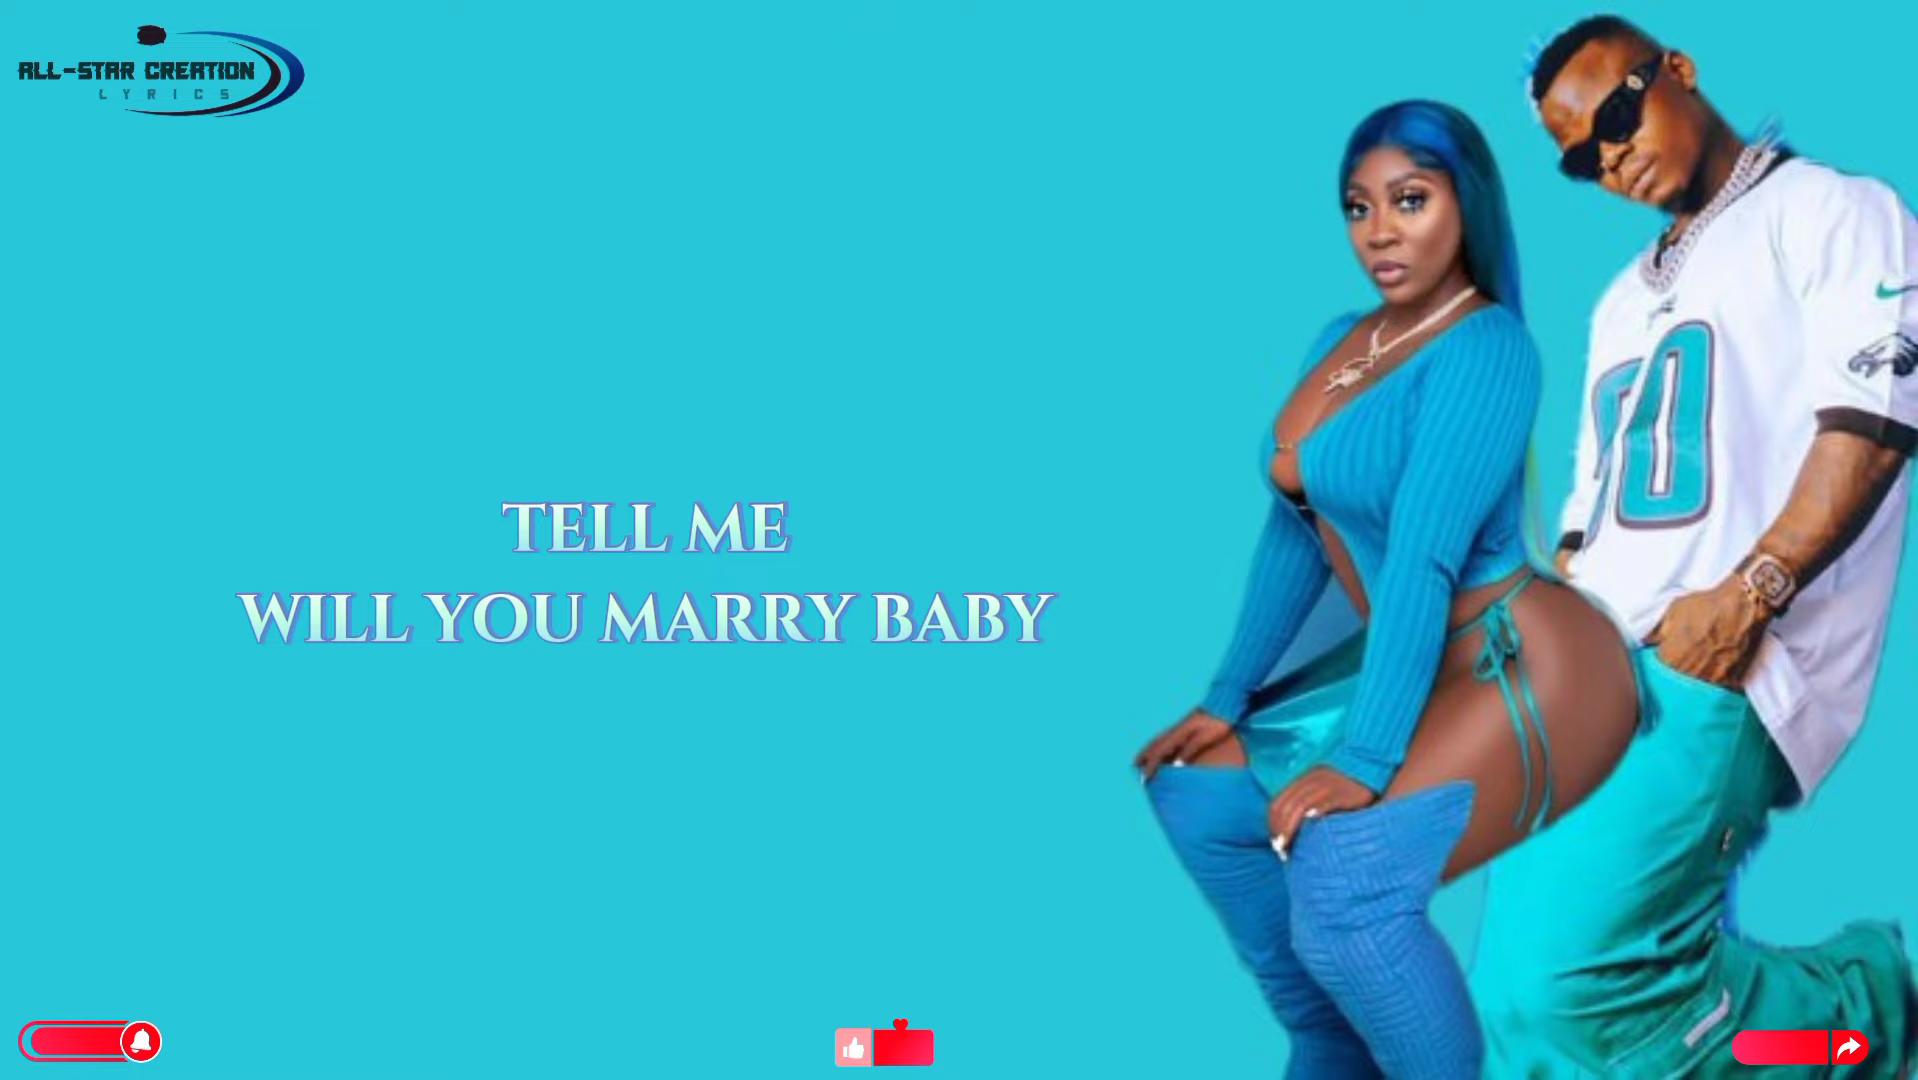 ALL-STAR CREATION
LYRICS
TELL ME
WILL YOU MARRY BABY